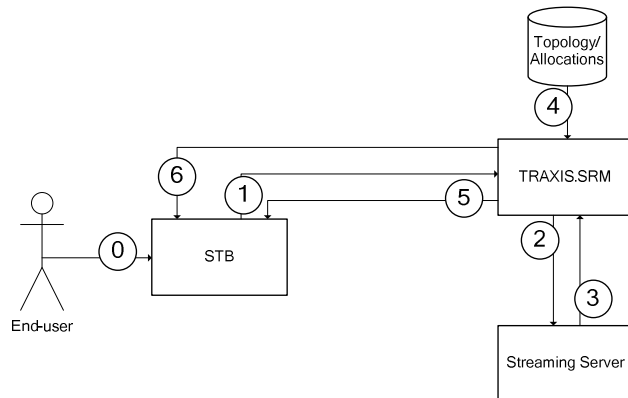 Topology/
Allocations
4
TRAXIS.SRM
6
1
5
STB
0
2
3
End-user
Streaming Server